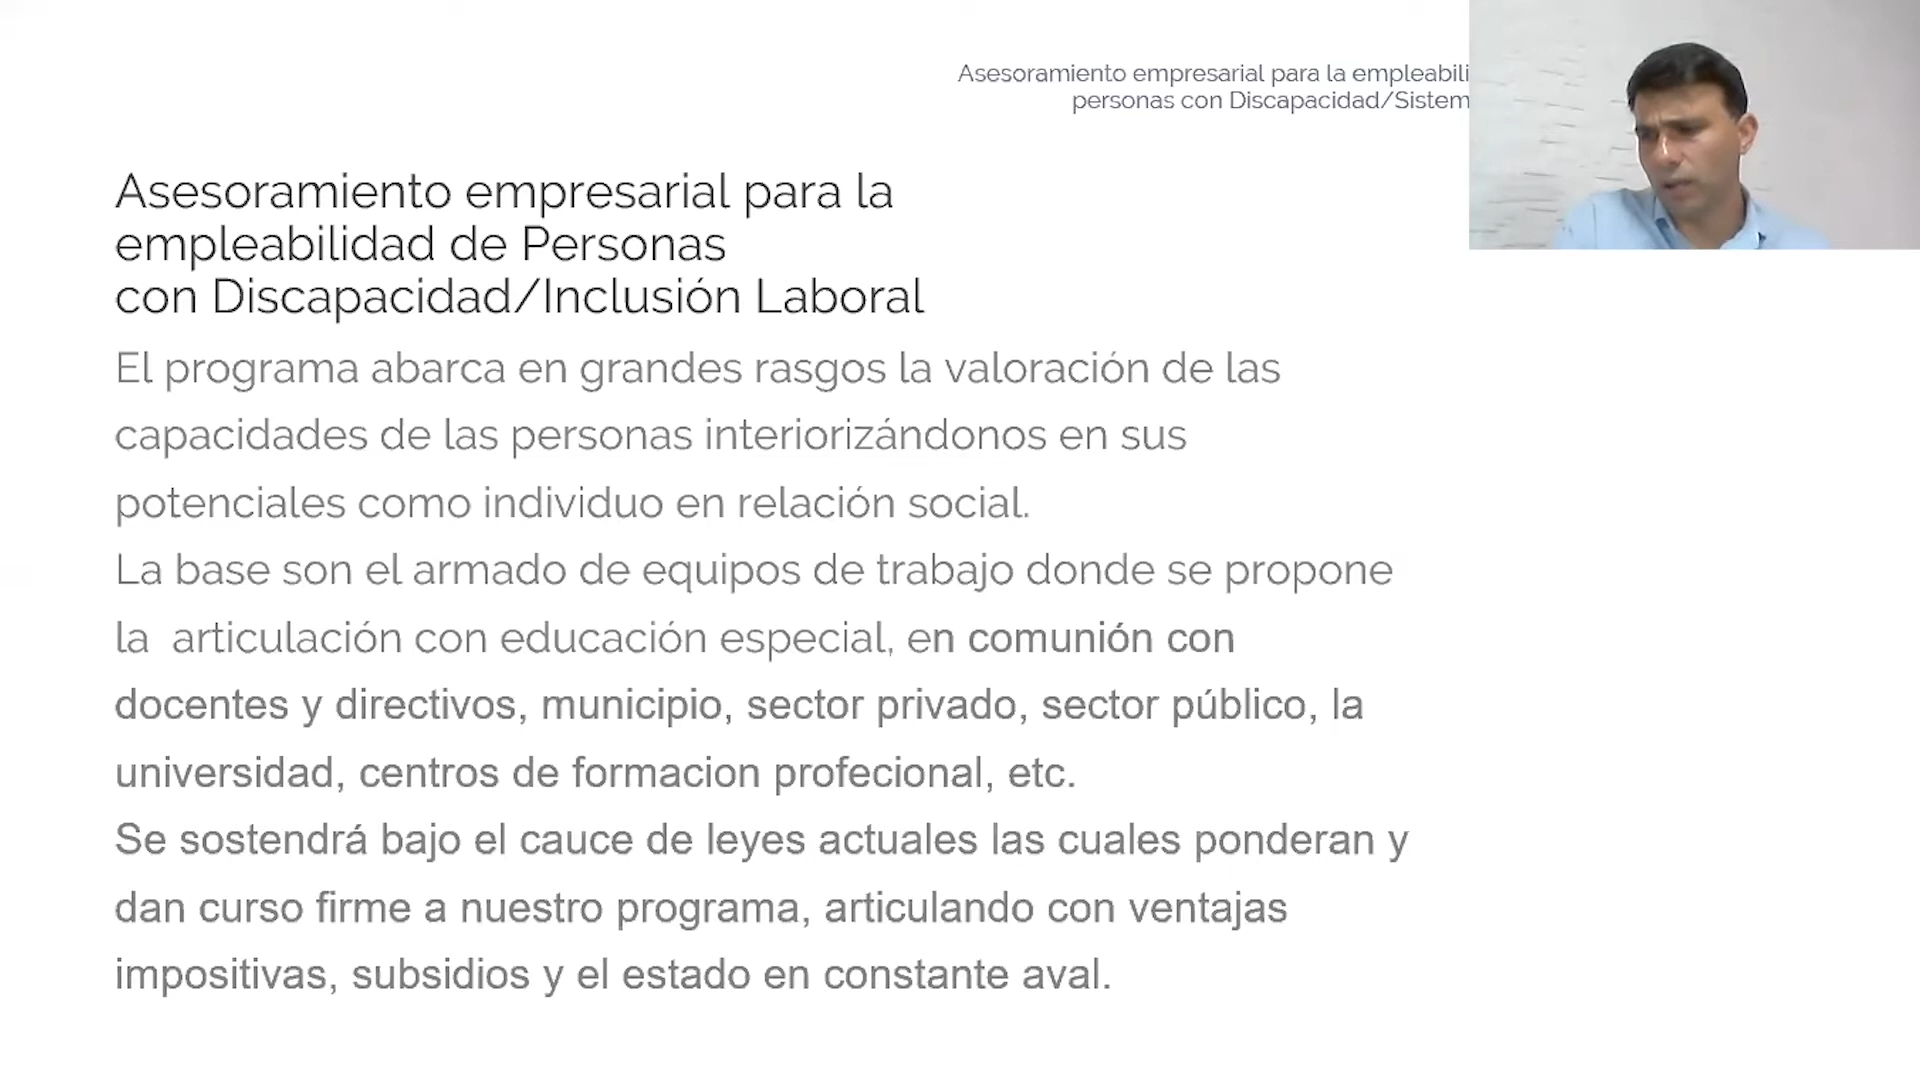 Asesoramiento empresarial para la empleabili
personas con Discapacidad/Sistem
Asesoramiento empresarial para la
empleabilidad de Personas
con Discapacidad/Inclusión Laboral
El programa abarca en grandes rasgos la valoración de las
capacidades de las personas interiorizándonos en sus
potenciales como individuo en relación social.
La base son el armado de equipos de trabajo donde se propone
la  articulación con educación especial, en comunión con
docentes y directivos, municipio, sector privado, sector público, la
universidad, centros de formacion profecional, etc.
Se sostendrá bajo el cauce de leyes actuales las cuales ponderan y
dan curso firme a nuestro programa, articulando con ventajas
impositivas, subsidios y el estado en constante aval.